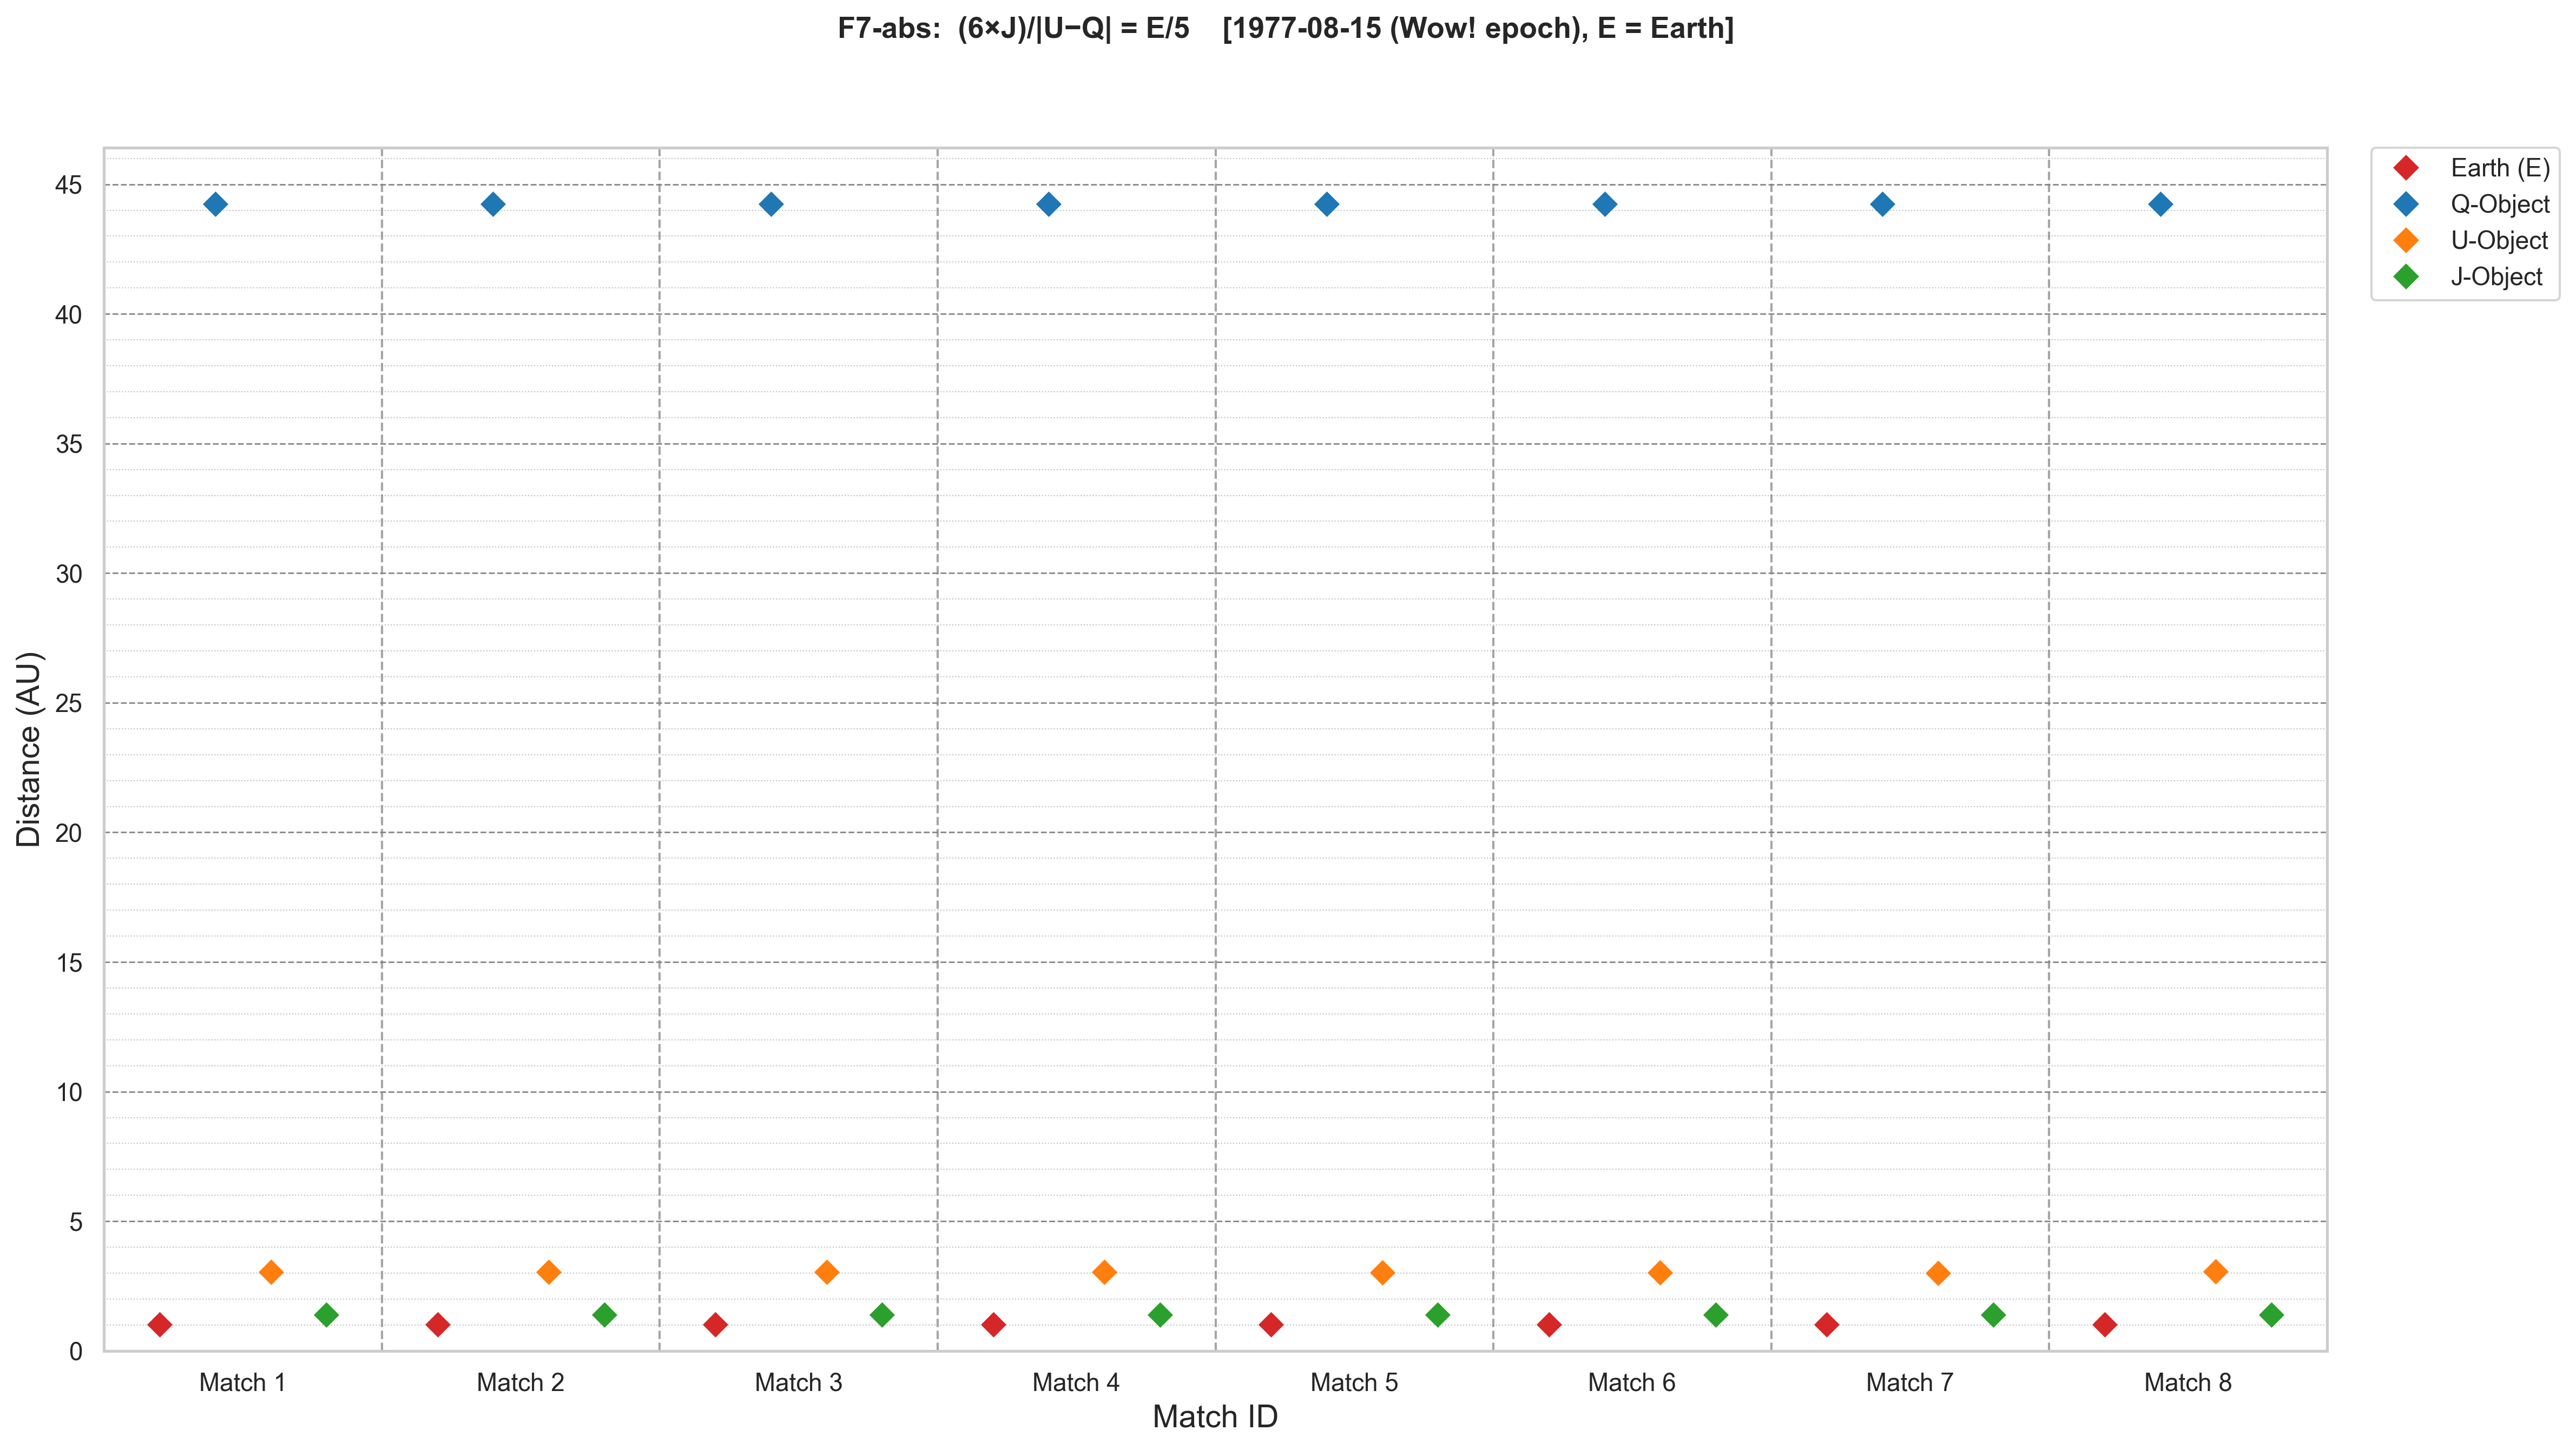 F7-abs:  (6×J)/|U−Q| = E/5    [1977-08-15 (Wow! epoch), E = Earth]
Earth (E)
Q-Object
U-Object
J-Object
Distance (AU)
45
40
35
30
25
20
15
10
5
0
Match 1 Match 2 Match 3 Match 4 Match 5 Match 6 Match 7 Match 8
Match ID